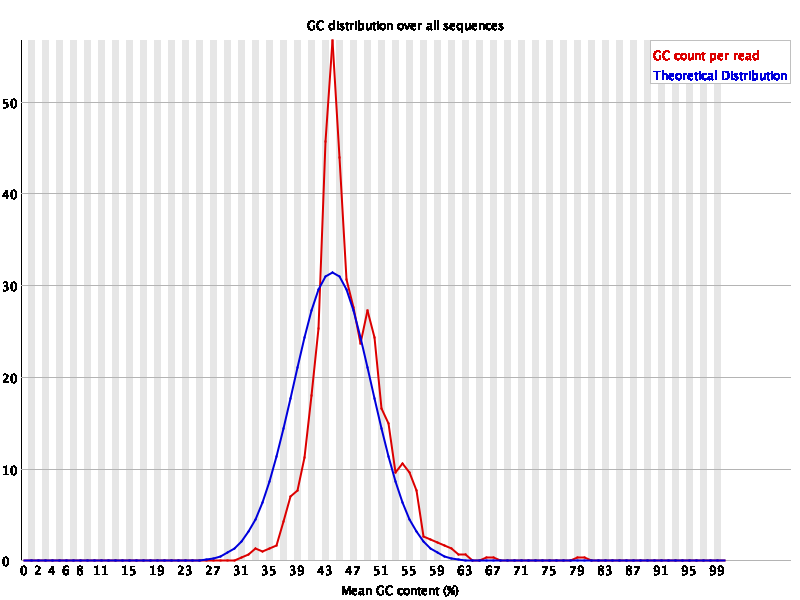 GC distribution over all sequences
GC count per read
Theoretical Distribution
50
40
30
20
10
0
0 2 4 6 8 11 15 19 23 27 31 35 39 43 47 51 55 59 63 67 71 75 79 83 87 91 95 99
Mean GC content (%)